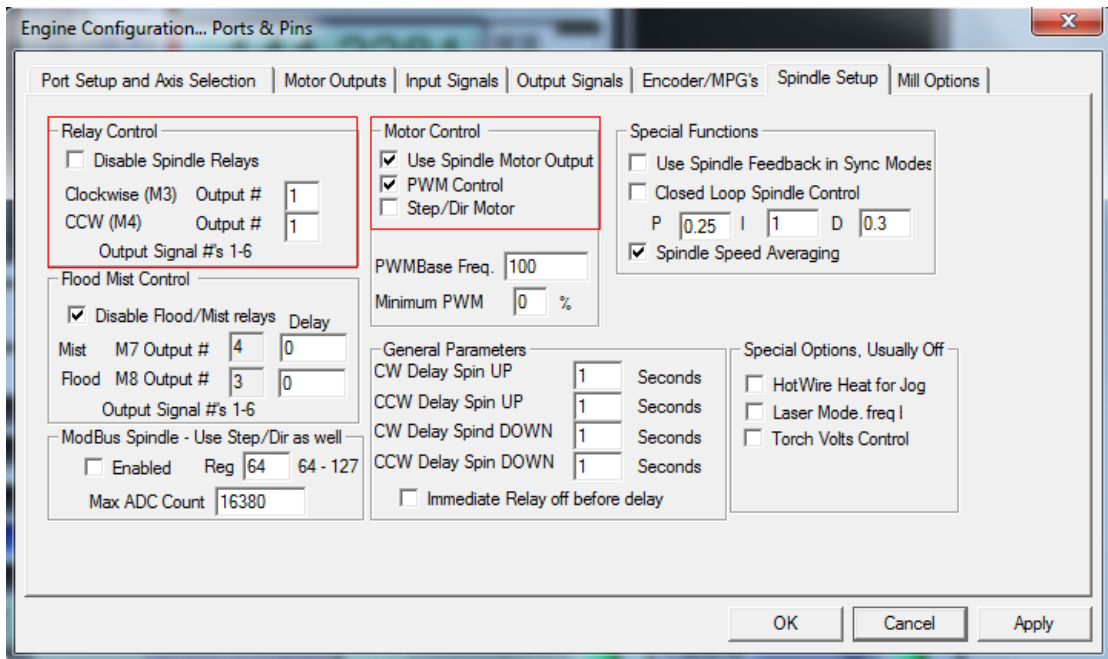 Engine Configuration... Ports & Pins
Port Setup and Axis Selection
Motor Outputs
Input Signals
Output Signals
Encoder/MPG's
Spindle Setup
Mill Options
Relay Control
Disable Spindle Relays
Clockwise (M3) Output # 1
CCW (M4) Output # 1
Output Signal #'s 1-6
Flood Mist Control
Disable Flood/Mist relays Delay
Mist M7 Output # 4 0
Flood M8 Output # 3 0
Output Signal #'s 1-6
ModBus Spindle - Use Step/Dir as well
Enabled Reg 64 64 - 127
Max ADC Count 16380
Motor Control
Use Spindle Motor Output
PWM Control
Step/Dir Motor
PWMBase Freq. 100
Minimum PWM 0 %
General Parameters
CW Delay Spin UP 1 Seconds
CCW Delay Spin UP 1 Seconds
CW Delay Spind DOWN 1 Seconds
CCW Delay Spin DOWN 1 Seconds
Immediate Relay off before delay
Special Functions
Use Spindle Feedback in Sync Modes
Closed Loop Spindle Control
P 0.25 I 1 D 0.3
Spindle Speed Averaging
Special Options, Usually Off
HotWire Heat for Jog
Laser Mode. freq l
Torch Volts Control
OK
Cancel
Apply